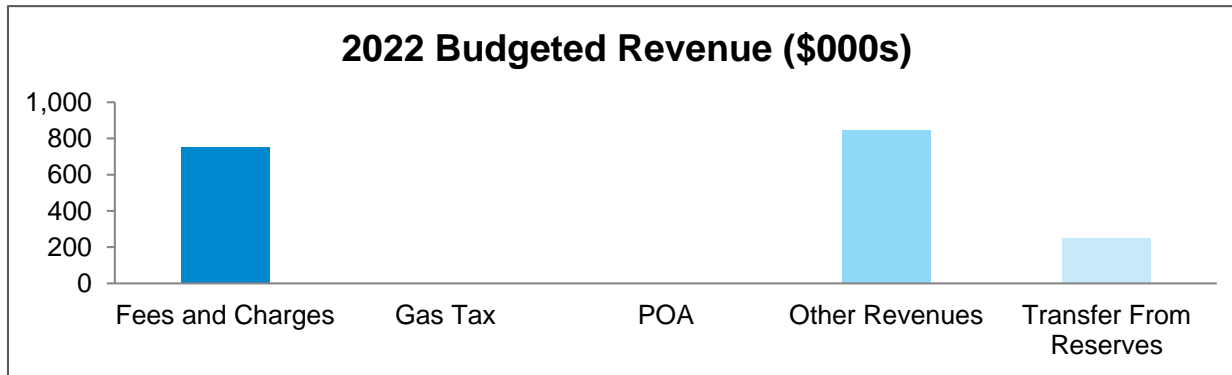 2022 Budgeted Revenue ($000s)
1,000
800
600
400
200
0
Fees and Charges
Gas Tax
POA
Other Revenues
Transfer From
Reserves